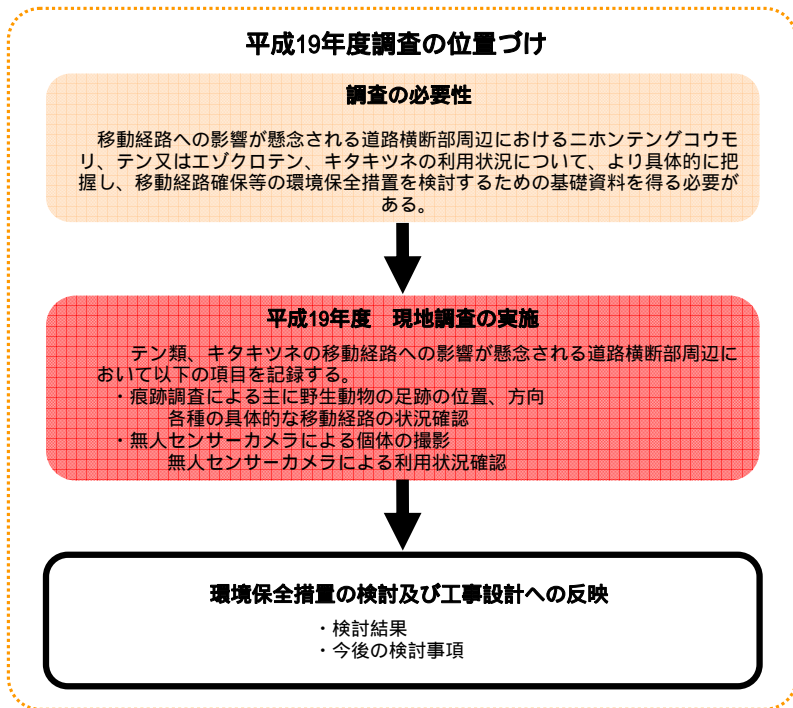 平成19年度調査の位置づけ
調査の必要性
移動経路への影響が懸念される道路横断部周辺におけるニホンテングコウモ
リ、テン又はエゾクロテン、キタキツネの利用状況について、より具体的に把
握し、移動経路確保等の環境保全措置を検討するための基礎資料を得る必要が
ある。
平成19年度　現地調査の実施
テン類、キタキツネの移動経路への影響が懸念される道路横断部周辺に
おいて以下の項目を記録する。
・痕跡調査による主に野生動物の足跡の位置、方向
各種の具体的な移動経路の状況確認
・無人センサーカメラによる個体の撮影
無人センサーカメラによる利用状況確認
環境保全措置の検討及び工事設計への反映
・検討結果
・今後の検討事項